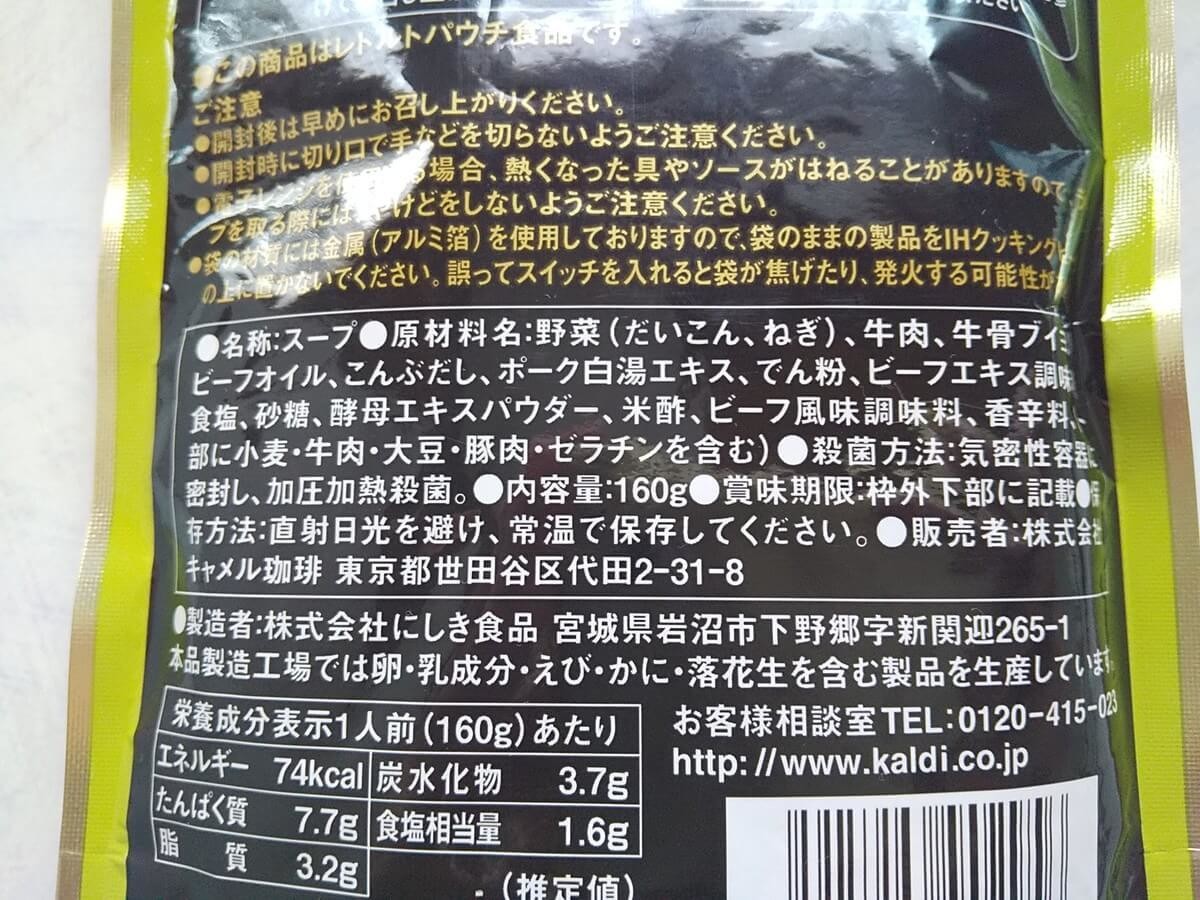 ●この商品はレトルトパウチ食品です。
ご注意
●開封後は早めにお召し上がりください。
●開封時に切り口で手などを切らないようご注意ください。
●電子レンジを使 場合、熱くなった具やソースがはねることがありますので、
プを取る際には けどをしないようご注意ください。
●袋の材質には金属(アルミ箔)を使用しておりますので、袋のままの製品をIHクッキング
の上に置かないでください。誤ってスイッチを入れると袋が焦げたり、発火する可能性が
●名称:スープ●原材料名:野菜(だいこん、ねぎ)、牛肉、牛骨ブイヨ
ビーフオイル、こんぶだし、ポーク白湯エキス、でん粉、ビーフエキス調味
食塩、砂糖、酵母エキスパウダー、米酢、ビーフ風味調味料、香辛料、
部に小麦・牛肉・大豆・豚肉・ゼラチンを含む)●殺菌方法:気密性容器に
密封し、加圧加熱殺菌。●内容量:160g●賞味期限:枠外下部に記載●保
存方法:直射日光を避け、常温で保存してください。●販売者:株式会社
キャメル珈琲 東京都世田谷区代田2-31-8
●製造者:株式会社にしき食品 宮城県岩沼市下野郷字新関迎265-1
本品製造工場では卵・乳成分・えび・かに・落花生を含む製品を生産しています。
栄養成分表示1人前(160g)あたり
エネルギー 74kcal 炭水化物 3.7g
たんぱく質 7.7g 食塩相当量 1.6g
脂質 3.2g
(推定値)
お客様相談室TEL:0120-415-023
http://www.kaldi.co.jp